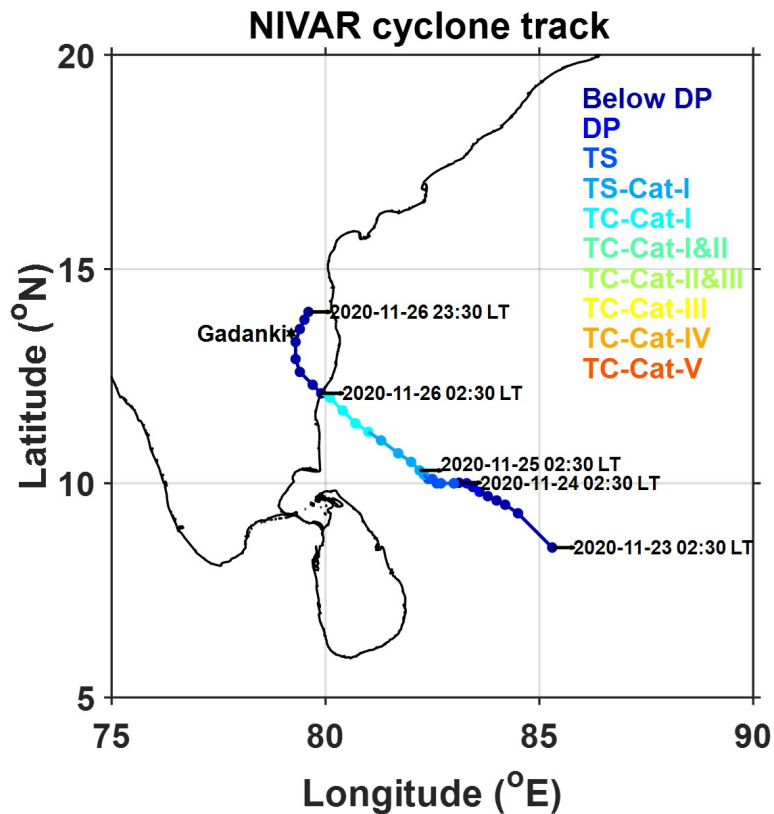 NIVAR cyclone track
20
15
10
5
Latitude (°N)
Below DP
DP
TS
TS-Cat-I
TC-Cat-I
TC-Cat-I&II
TC-Cat-II&III
TC-Cat-III
TC-Cat-IV
TC-Cat-V
2020-11-26 23:30 LT
Gadanki
2020-11-26 02:30 LT
2020-11-25 02:30 LT
2020-11-24 02:30 LT
2020-11-23 02:30 LT
75
80
85
90
Longitude (°E)